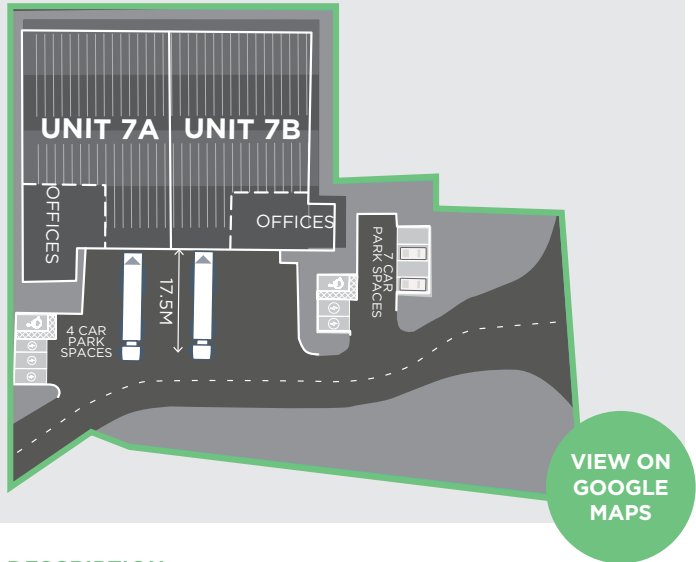 UNIT 7A
UNIT 7B
OFFICES
OFFICES
17.5M
7 CAR
PARK SPACES
4 CAR
PARK
SPACES
VIEW ON
GOOGLE
MAPS